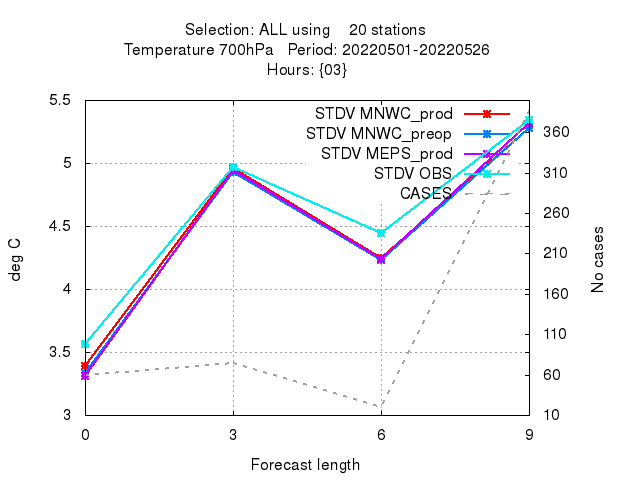 Selection: ALL using    20 stations
Temperature 700hPa   Period: 20220501-20220526
Hours: {03}
STDV MNWC_prod
STDV MNWC_preop
STDV MEPS_prod
STDV OBS
CASES
5.5
5
4.5
4
3.5
3
deg C
360
310
260
210
160
110
60
10
No cases
0 3 6 9
Forecast length